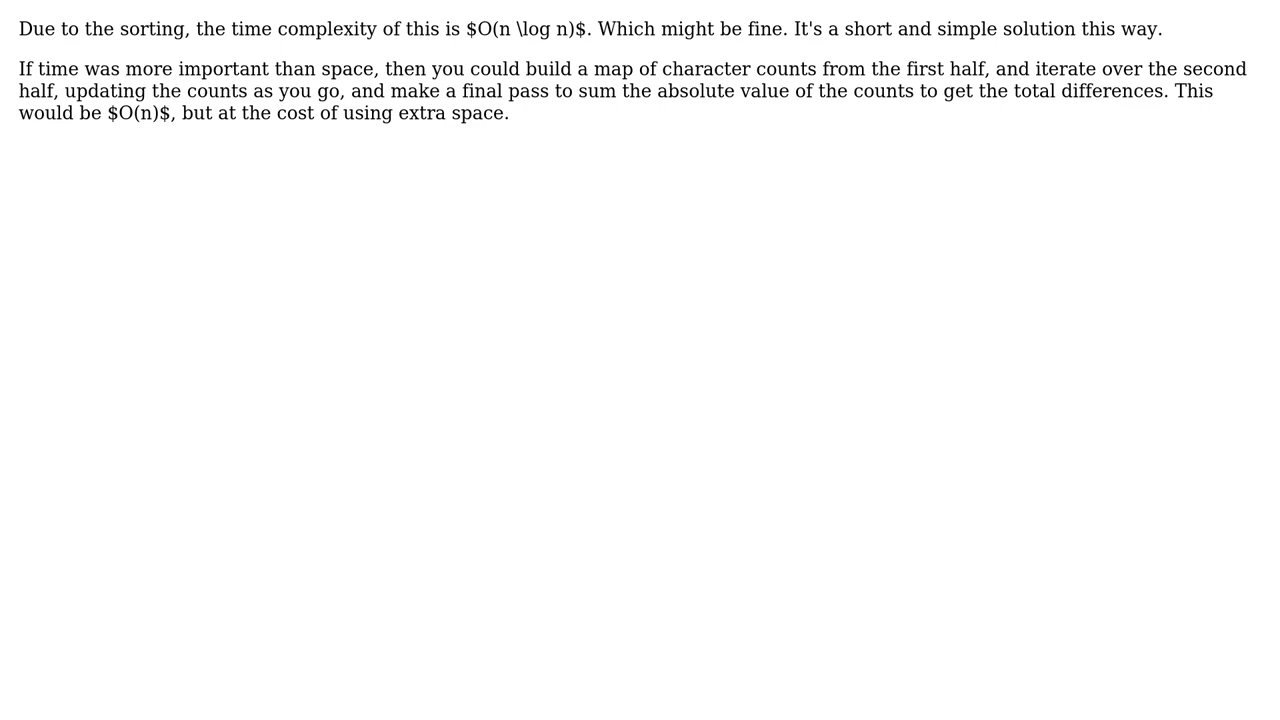 Due to the sorting, the time complexity of this is $O(n \log n)$. Which might be fine. It's a short and simple solution this way.
If time was more important than space, then you could build a map of character counts from the first half, and iterate over the second
half, updating the counts as you go, and make a final pass to sum the absolute value of the counts to get the total differences. This
would be $O(n)$, but at the cost of using extra space.